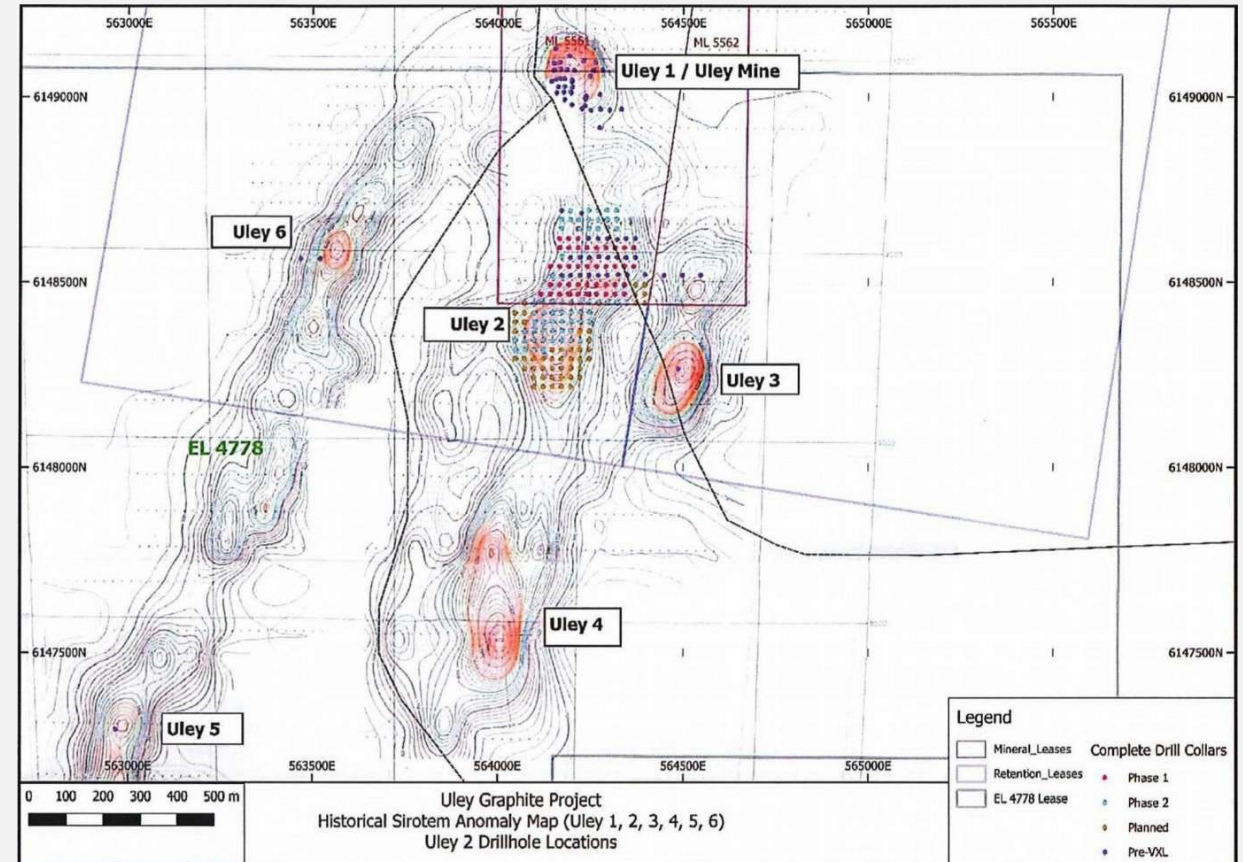 563000E 563500E 564000E 564500E 565000E 565500E
ML 5561 ML 5562
Uley 1 / Uley Mine
6149000N 6149000N
Uley 6
6148500N 6148500N
Uley 2
Uley 3
EL 4778
6148000N 6148000N
Uley 4
6147500N 6147500N
Uley 5
563000E 563500E 564000E 564500E 565000E
Legend
Mineral_Leases
Retention_Leases
EL 4778 Lease
Complete Drill Collars
Phase 1
Phase 2
Planned
Pre-VXL
0 100 200 300 400 500 m
Uley Graphite Project
Historical Sirotem Anomaly Map (Uley 1, 2, 3, 4, 5, 6)
Uley 2 Drillhole Locations